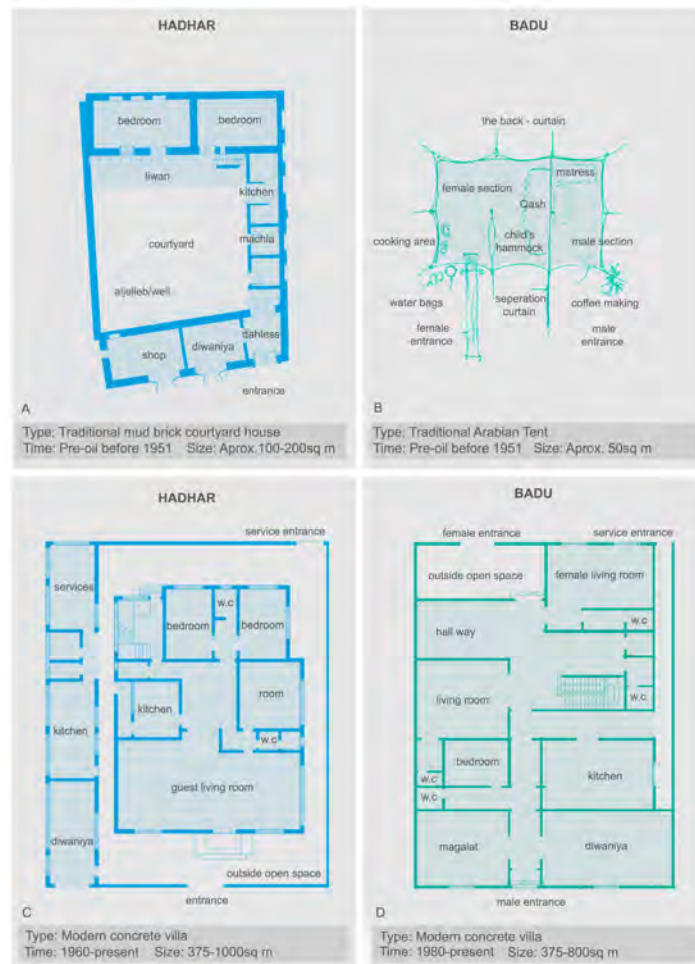 HADHAR
bedroom
bedroom
liwan
kitchen
courtyard
machla
aljelleb/well
dahless
diwaniya
shop
entrance
A
Type: Traditional mud brick courtyard house
Time: Pre-oil before 1951 Size: Aprox.100-200sq m
BADU
the back - curtain
mstress
female section
Qash
child's
hammock
cooking area
male section
water bags
seperation
curtain
coffee making
female
entrance
male
entrance
B
Type: Traditional Arabian Tent
Time: Pre-oil before 1951 Size: Aprox. 50sq m
HADHAR
service entrance
services
w.c
bedroom
bedroom
room
kitchen
kitchen
w.c
guest living room
diwaniya
outside open space
entrance
C
Type: Modern concrete villa
Time: 1960-present Size: 375-1000sq m
BADU
female entrance
service entrance
outside open space
female living room
w.c
hall way
w.c
living room
bedroom
kitchen
w.c
w.c
magalat
diwaniya
male entrance
D
Type: Modern concrete villa
Time: 1980-present Size: 375-800sq m